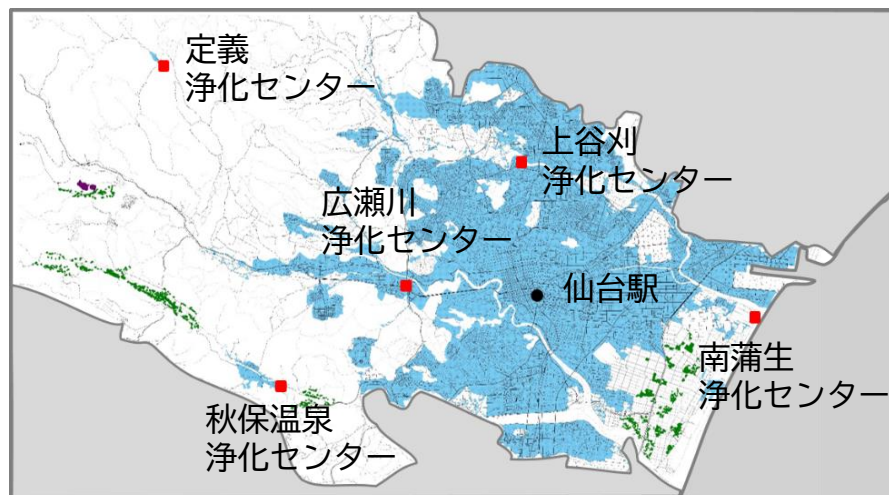 定義
浄化センター
上谷刈
浄化センター
広瀬川
浄化センター
仙台駅
南蒲生
浄化センター
秋保温泉
浄化センター